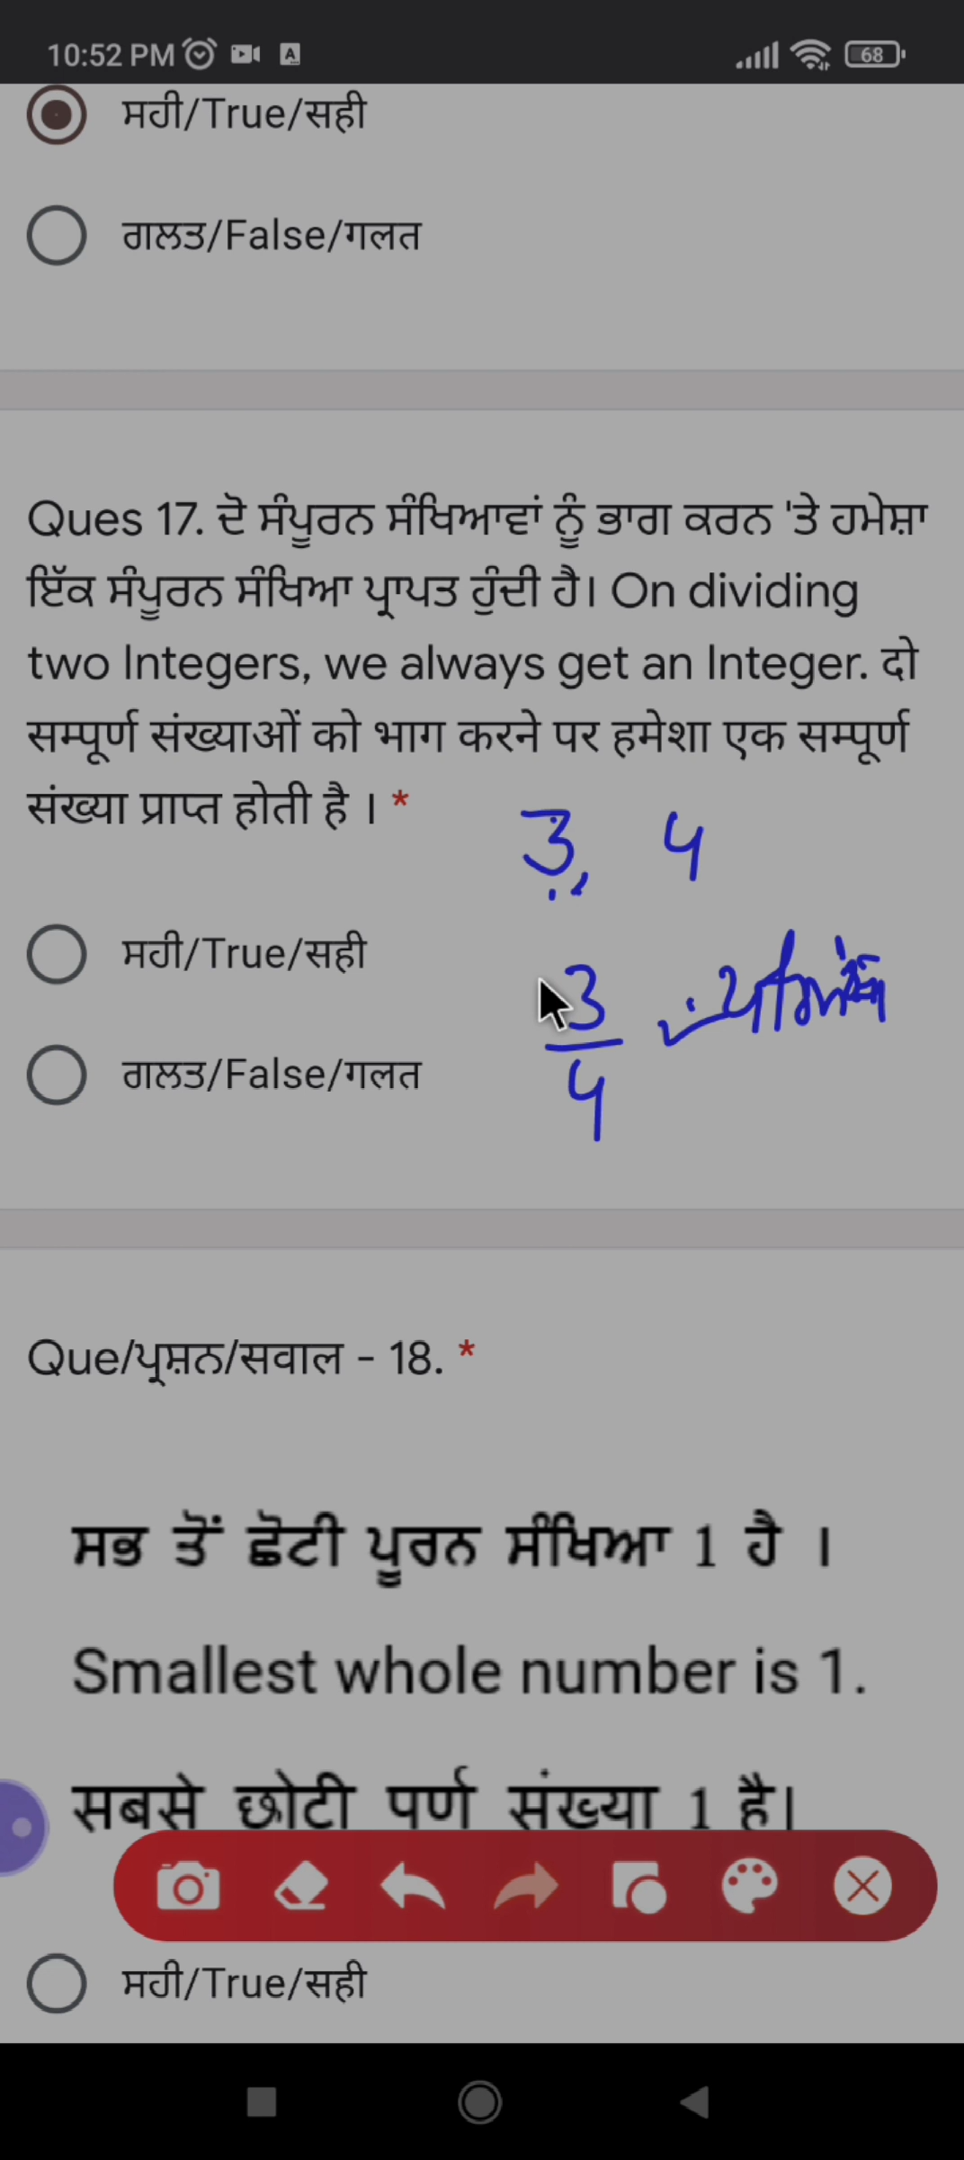 10:52 PM
68
ਸਹੀ/True/सही
ਗਲਤ/False/गलत
Ques 17. ਦੋ ਸੰਪੂਰਨ ਸੰਖਿਆਵਾਂ ਨੂੰ ਭਾਗ ਕਰਨ 'ਤੇ ਹਮੇਸ਼ਾ
ਇੱਕ ਸੰਪੂਰਨ ਸੰਖਿਆ ਪ੍ਰਾਪਤ ਹੁੰਦੀ ਹੈ। On dividing
two Integers, we always get an Integer. दो
सम्पूर्ण संख्याओं को भाग करने पर हमेशा एक सम्पूर्ण
संख्या प्राप्त होती है । *
3, 4
ਸਹੀ/True/सही
3
ਗਲਤ/False/गलत
4
Que/ਪ੍ਰਸ਼ਨ/सवाल - 18. *
ਸਭ ਤੋਂ ਛੋਟੀ ਪੂਰਨ ਸੰਖਿਆ 1 ਹੈ ।
Smallest whole number is 1.
सबसे छोटी पर्ण संख्या 1 है|
ਸਹੀ/True/सही